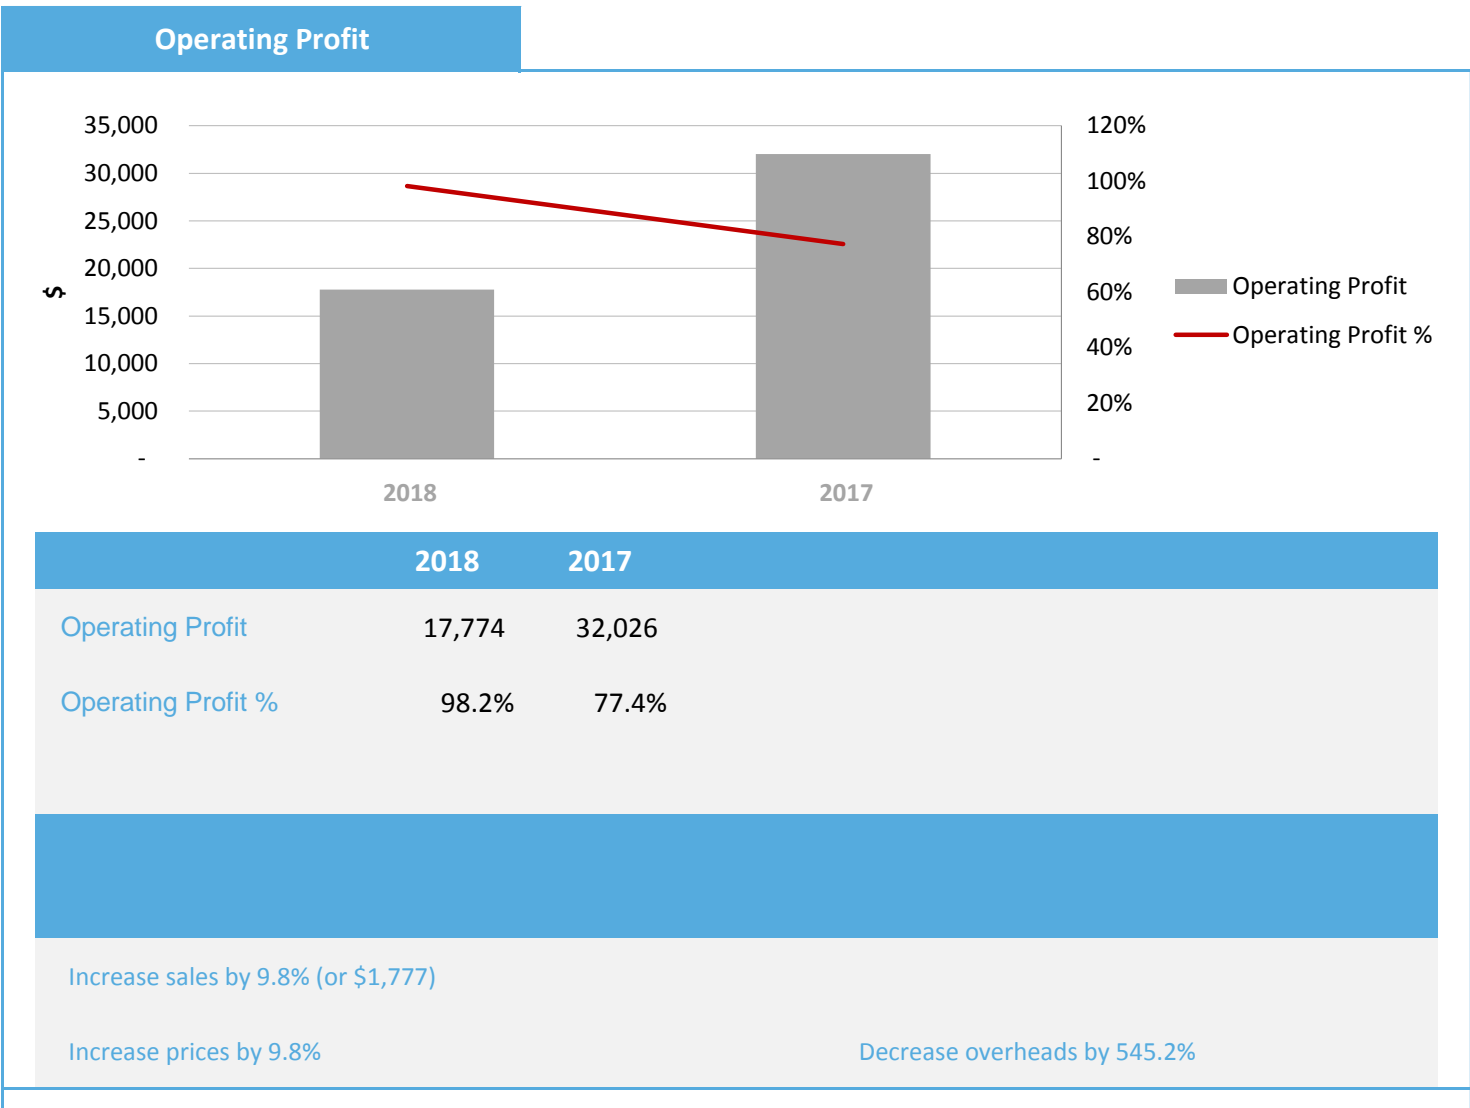 Operating Profit
35,000
30,000
25,000
20,000
15,000
10,000
5,000
-
$
120%
100%
80%
60%
40%
20%
-
Operating Profit
Operating Profit %
2018 2017
2018 2017
Operating Profit 17,774 32,026
Operating Profit % 98.2% 77.4%
Increase sales by 9.8% (or $1,777)
Increase prices by 9.8% Decrease overheads by 545.2%